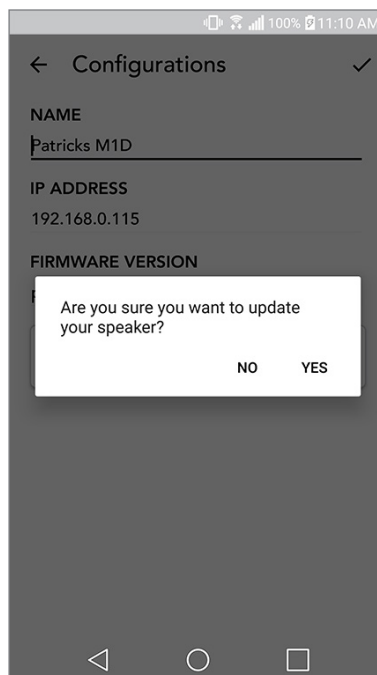 100% 11:10 AM
Configurations
NAME
Patricks M1D
IP ADDRESS
192.168.0.115
FIRMWARE VERSION
Are you sure you want to update
your speaker?
NO YES